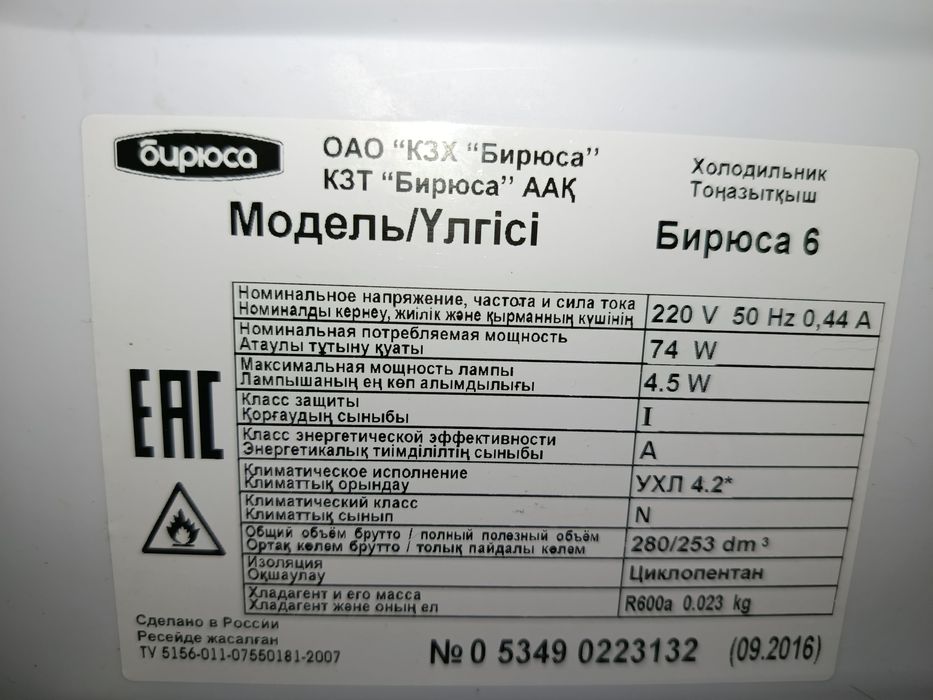 бирюса
ОАО “КЗХ “Бирюса”
КЗТ “Бирюса” ААҚ
Холодильник
Тоңазытқыш
Модель/Үлгісі
Бирюса 6
Номинальное напряжение, частота и сила тока
Номиналды кернеу, жиілік және қырманның күшінің
220 V 50 Hz 0,44 A
Номинальная потребляемая мощность
Атаулы тұтыну қуаты
74 W
Максимальная мощность лампы
Лампышаның ең көп алымдылығы
4.5 W
Класс защиты
Қорғаудың сыныбы
I
Класс энергетической эффективности
Энергетикалық тиімділілтің сыныбы
A
Климатическое исполнение
Климаттық орындау
УХЛ 4.2*
Климатический класс
Климаттық сынып
N
Общий объём брутто / полный полезный объём
Ортақ көлем брутто / толық пайдалы көлем
280/253 dm³
Изоляция
Оқшаулау
Циклопентан
Хладагент и его масса
Хладагент және оның ел
R600a 0.023 kg
ЕАС
Сделано в России
Ресейде жасалған
ТУ 5156-011-07550181-2007
№ 0 5349 0223132 (09.2016)